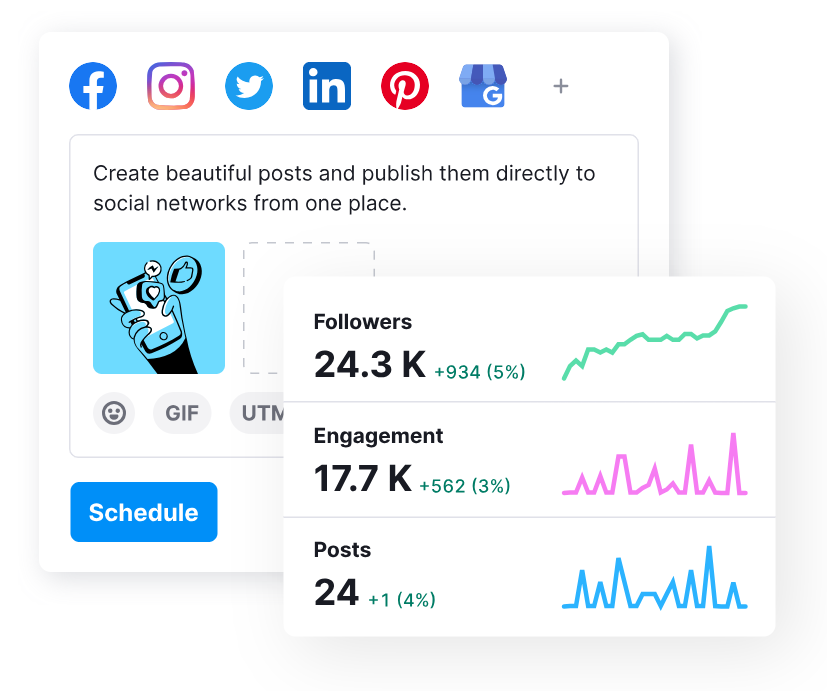 Create beautiful posts and publish them directly to
social networks from one place.
GIF
UTM
Schedule
Followers
24.3 K +934 (5%)
Engagement
17.7 K +562 (3%)
Posts
24 +1 (4%)